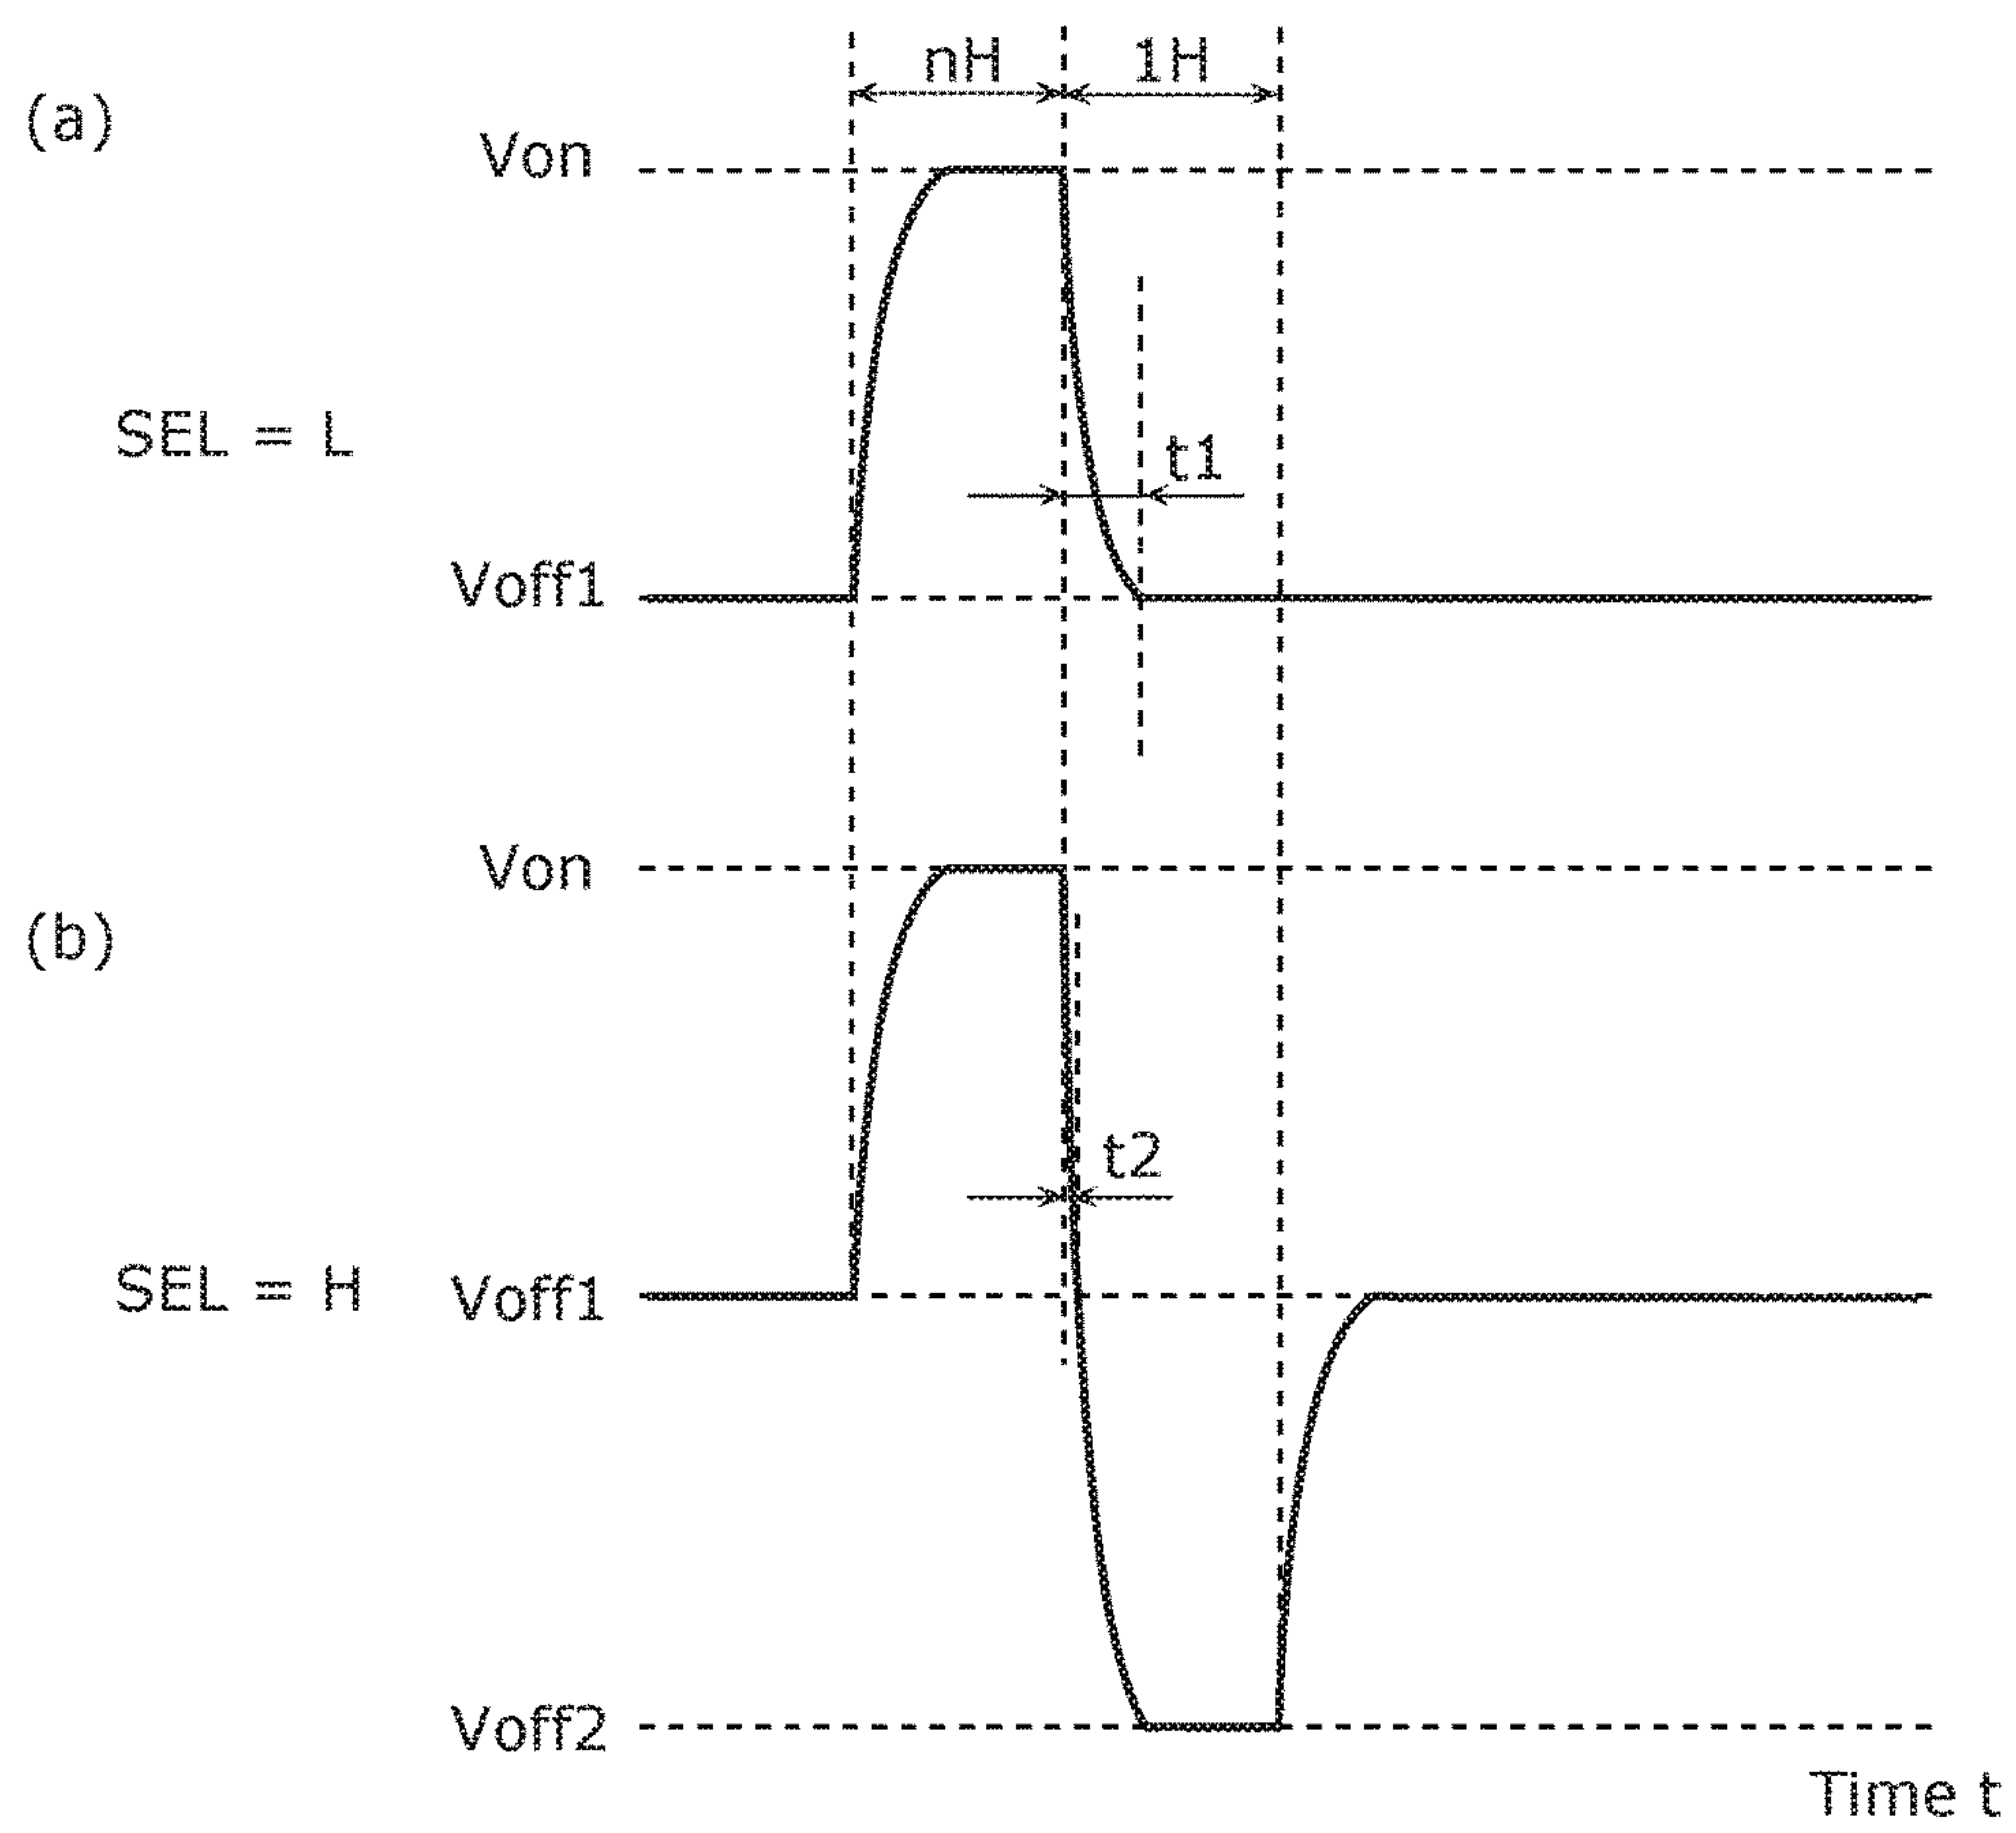 nH
1H
(a)
Von
SEL = L
t1
Voff1
Von
(b)
t2
SEL = H
Voff1
Voff2
Time t